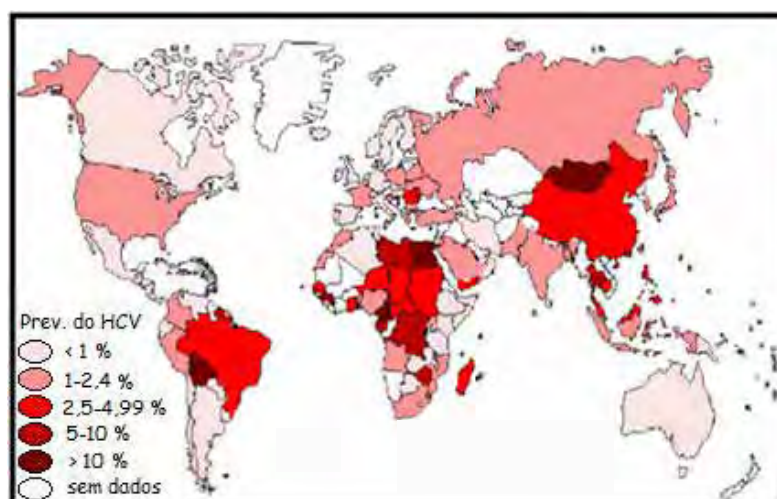 Prev. do HCV
< 1 %
1-2,4 %
2,5-4,99 %
5-10 %
> 10 %
sem dados